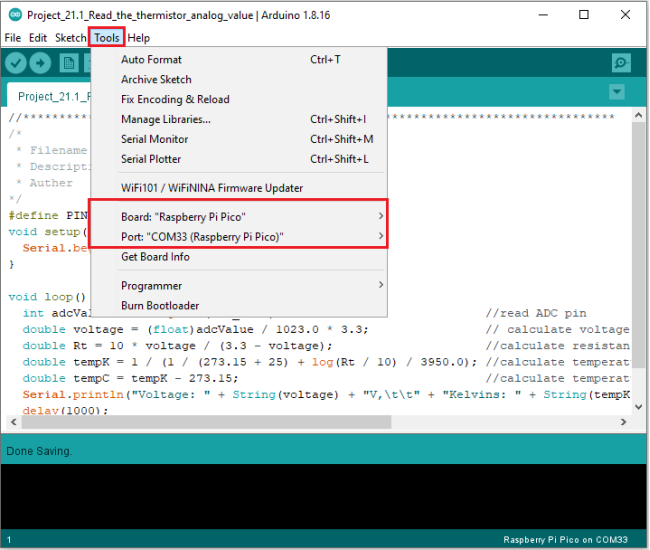 Project_21.1_Read_the_thermistor_analog_value | Arduino 1.8.16
File Edit Sketch Tools Help
Auto Format Ctrl+T
Archive Sketch
Fix Encoding & Reload
Manage Libraries... Ctrl+Shift+I
Serial Monitor Ctrl+Shift+M
Serial Plotter Ctrl+Shift+L
WiFi101 / WiFiNINA Firmware Updater
Board: "Raspberry Pi Pico"
Port: "COM33 (Raspberry Pi Pico)"
Get Board Info
Programmer
Burn Bootloader
Project_21.1_
//**********************************************************************
/*
* Filename
* Descripti
* Auther
*/
#define PIN
void setup(
Serial.be
}
void loop()
int adcVal //read ADC pin
double voltage = (float)adcValue / 1023.0 * 3.3; // calculate voltage
double Rt = 10 * voltage / (3.3 - voltage); //calculate resistan
double tempK = 1 / (1 / (273.15 + 25) + log(Rt / 10) / 3950.0); //calculate temperat
double tempC = tempK - 273.15; //calculate temperat
Serial.println("Voltage: " + String(voltage) + "V,\t\t" + "Kelvins: " + String(tempK
delay(1000);
Done Saving.
1 Raspberry Pi Pico on COM33